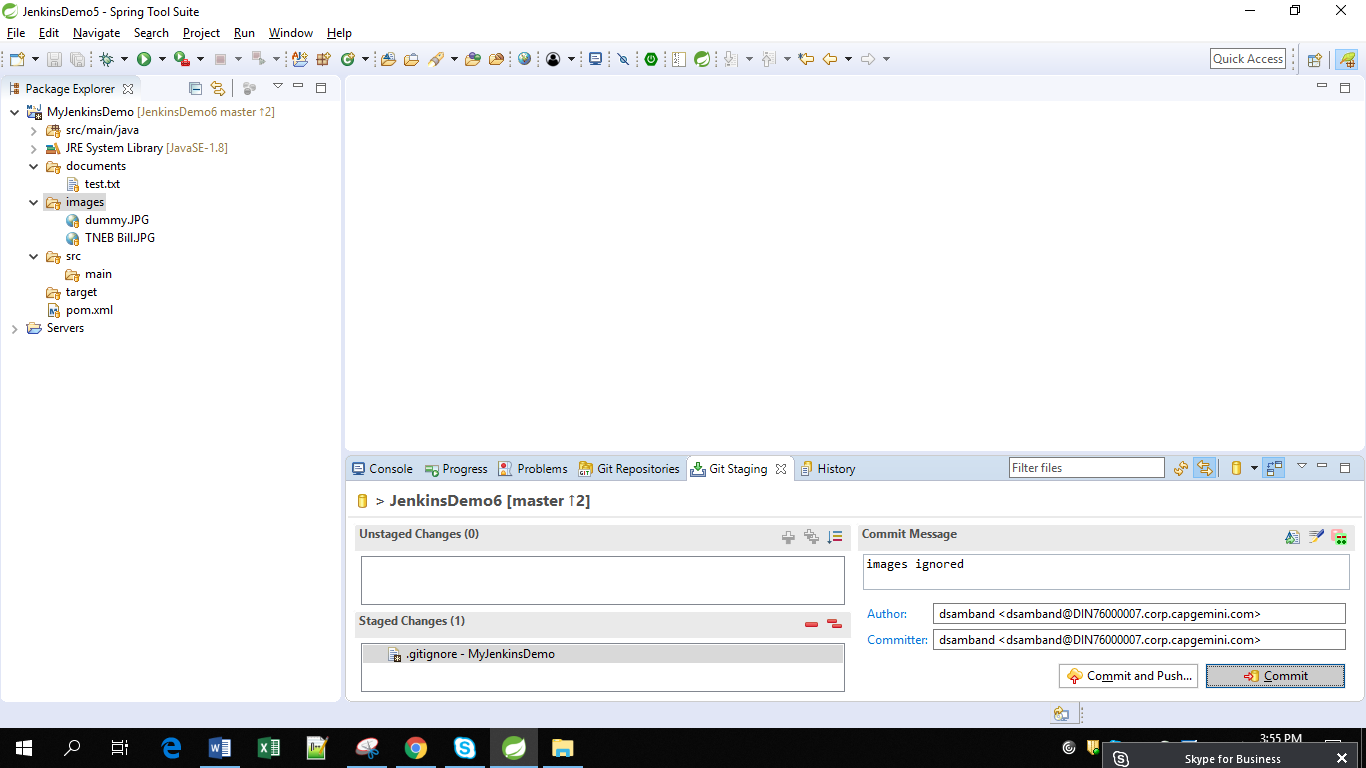 JenkinsDemo5 - Spring Tool Suite
File Edit Navigate Search Project Run Window Help
Quick Access
Package Explorer
MyJenkinsDemo [JenkinsDemo6 master ↑2]
src/main/java
JRE System Library [JavaSE-1.8]
documents
test.txt
images
dummy.JPG
TNEB Bill.JPG
src
main
target
pom.xml
Servers
Console Progress Problems Git Repositories Git Staging History
Filter files
> JenkinsDemo6 [master ↑2]
Unstaged Changes (0)
Staged Changes (1)
.gitignore - MyJenkinsDemo
Commit Message
images ignored
Author: dsamband <dsamband@DIN76000007.corp.capgemini.com>
Committer: dsamband <dsamband@DIN76000007.corp.capgemini.com>
Commit and Push... Commit
3:55 PM
Skype for Business